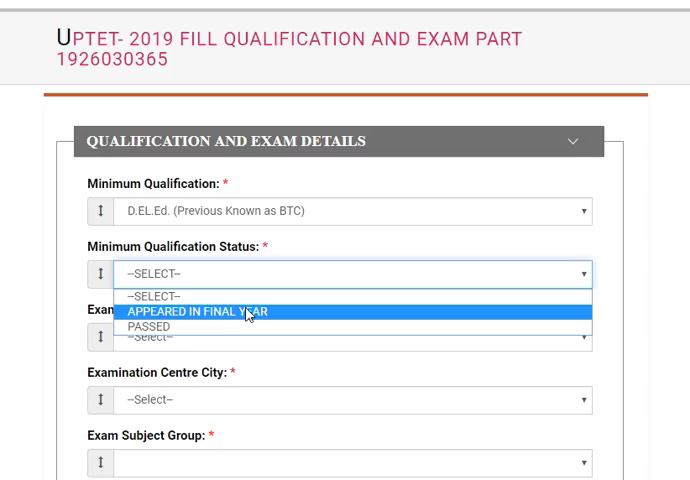 UPTET- 2019 FILL QUALIFICATION AND EXAM PART
1926030365
QUALIFICATION AND EXAM DETAILS
Minimum Qualification: *
D.EL.Ed. (Previous Known as BTC)
Minimum Qualification Status: *
--SELECT--
--SELECT--
APPEARED IN FINAL YEAR
PASSED
Exam
--Select--
Examination Centre City: *
--Select--
Exam Subject Group: *